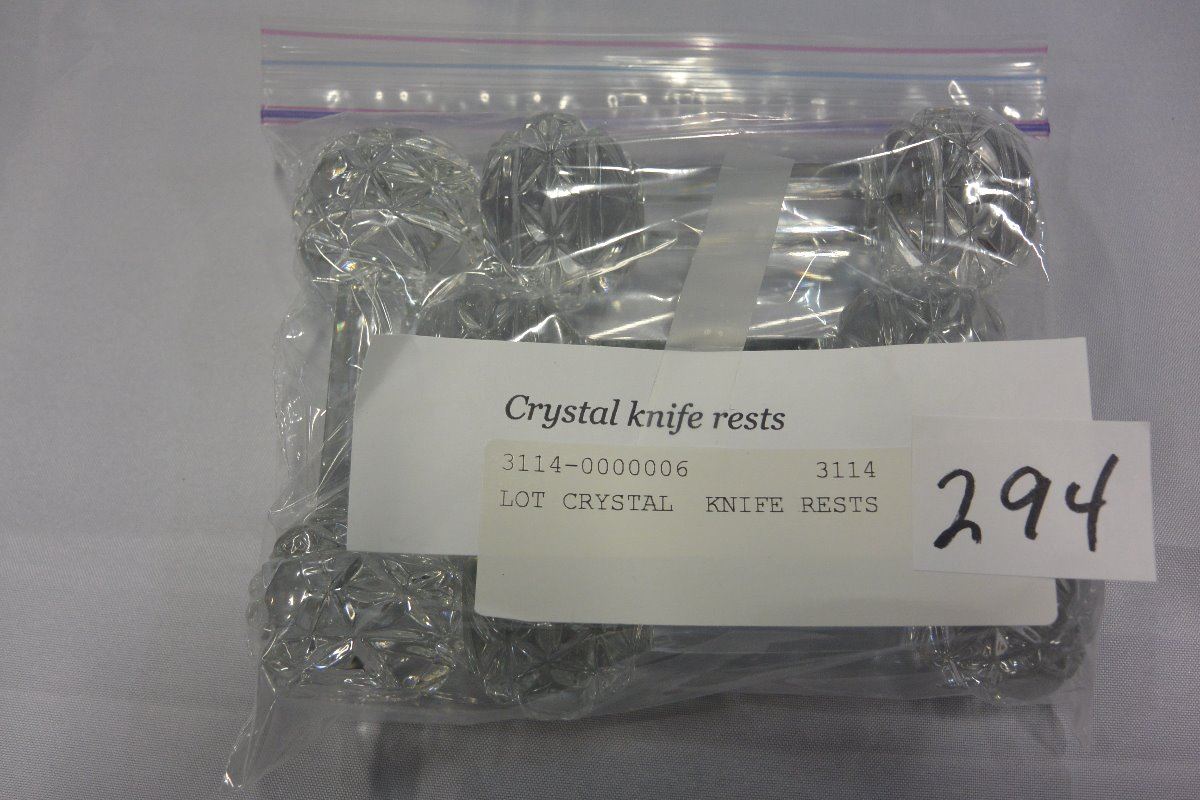 Crystal knife rests
3114-0000006 3114
LOT CRYSTAL KNIFE RESTS
294